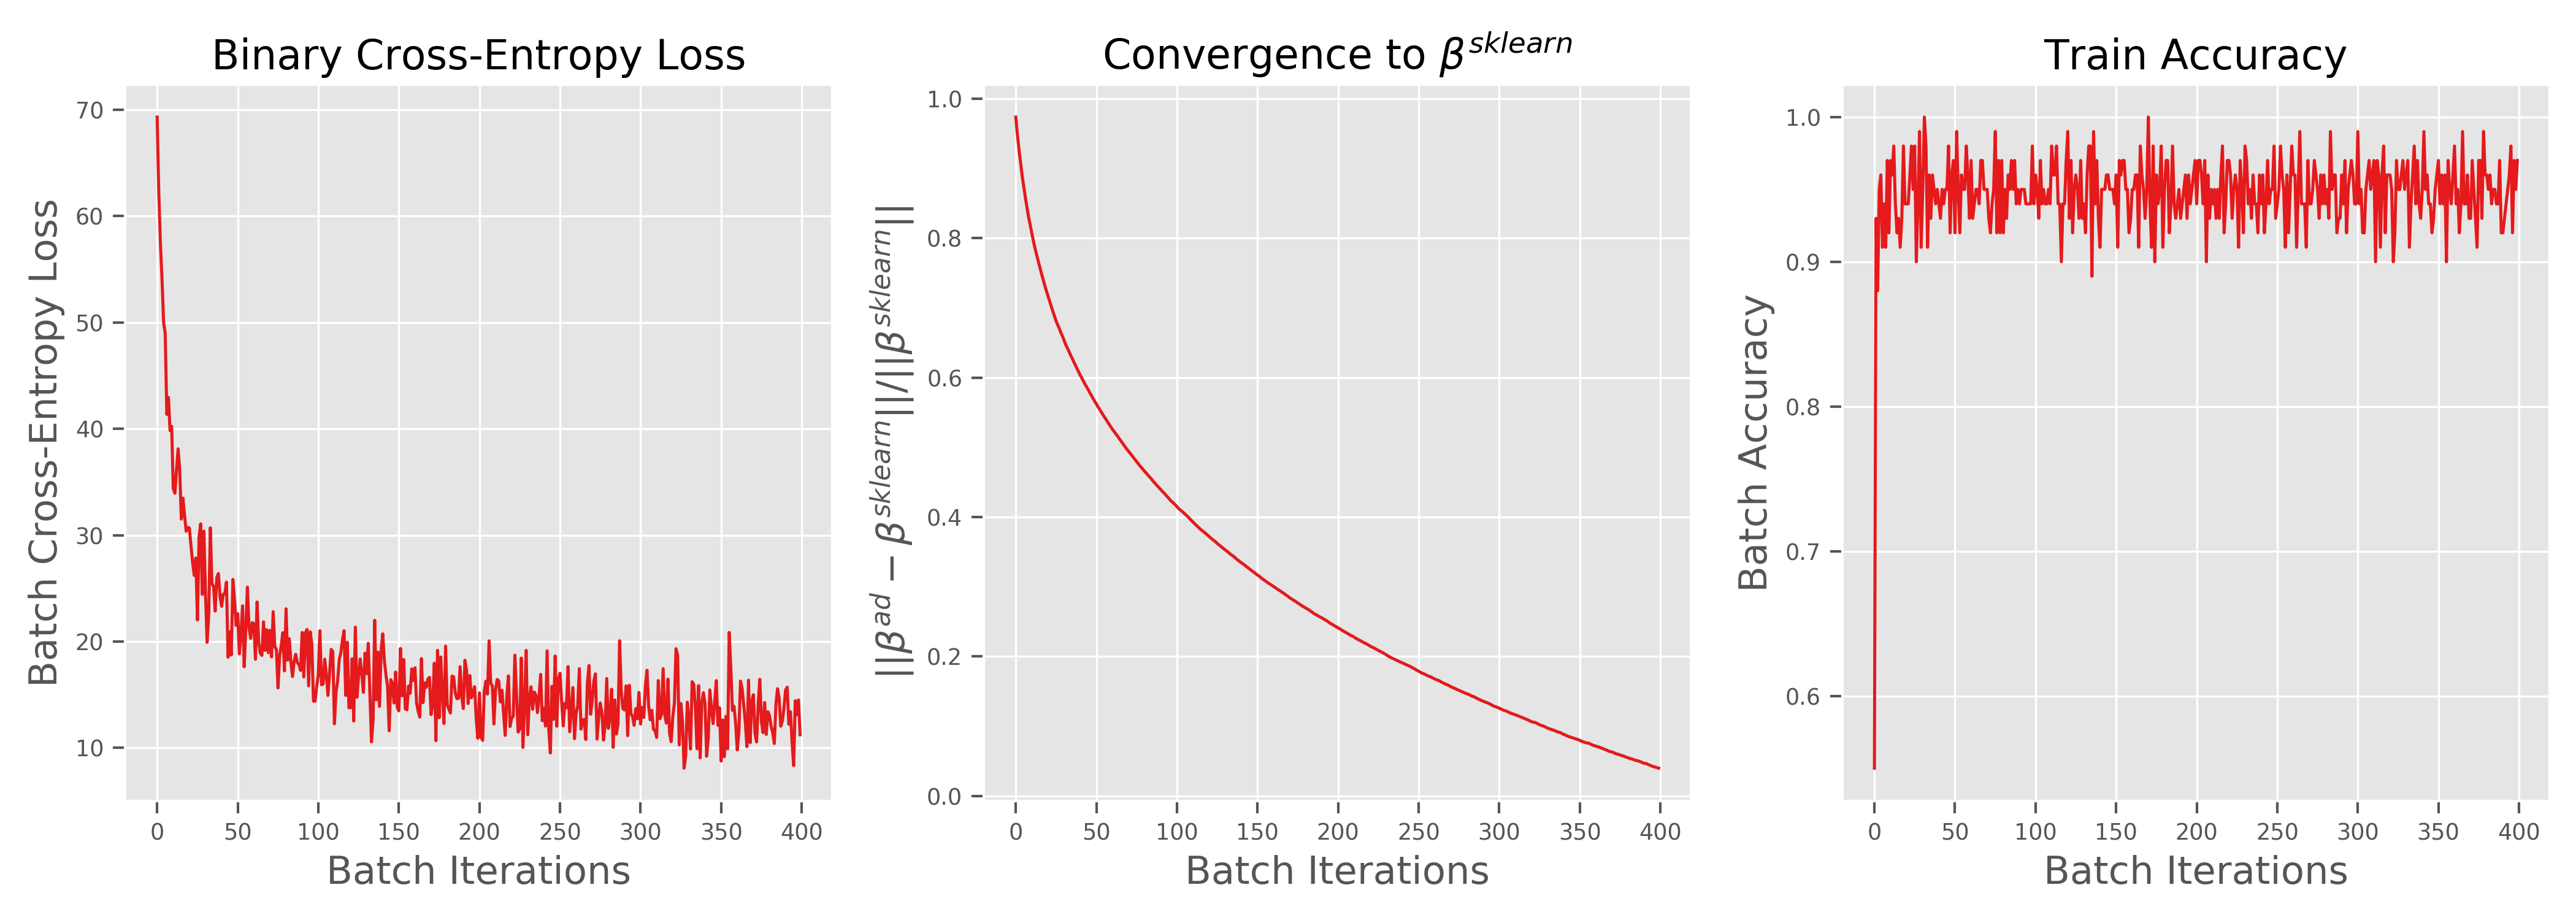 Binary Cross-Entropy Loss
Batch Cross-Entropy Loss
70
60
50
40
30
20
10
0 50 100 150 200 250 300 350 400
Batch Iterations
Convergence to β^sklearn
||β^ad − β^sklearn||/||β^sklearn||
1.0
0.8
0.6
0.4
0.2
0.0
0 50 100 150 200 250 300 350 400
Batch Iterations
Train Accuracy
Batch Accuracy
1.0
0.9
0.8
0.7
0.6
0 50 100 150 200 250 300 350 400
Batch Iterations